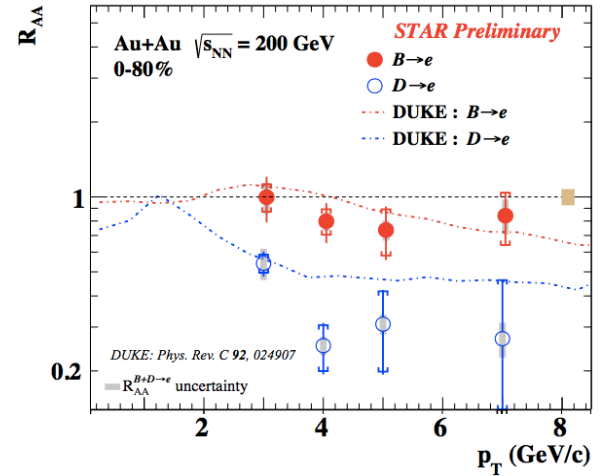 R_AA
STAR Preliminary
Au+Au √s_NN = 200 GeV
0-80%
B→e
D→e
DUKE : B→e
DUKE : D→e
1
0.2
DUKE: Phys. Rev. C 92, 024907
R_AA^B+D→e uncertainty
2 4 6 8
p_T (GeV/c)